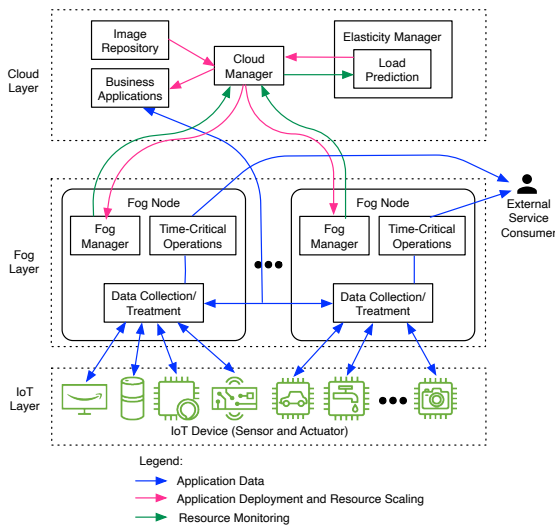 Image
Repository
Cloud
Manager
Elasticity Manager
Load
Prediction
Cloud
Layer
Business
Applications
Fog Node
Fog Node
External
Service
Consumer
Fog
Manager
Time-Critical
Operations
Fog
Manager
Time-Critical
Operations
Fog
Layer
Data Collection/
Treatment
Data Collection/
Treatment
IoT
Layer
IoT Device (Sensor and Actuator)
Legend:
Application Data
Application Deployment and Resource Scaling
Resource Monitoring